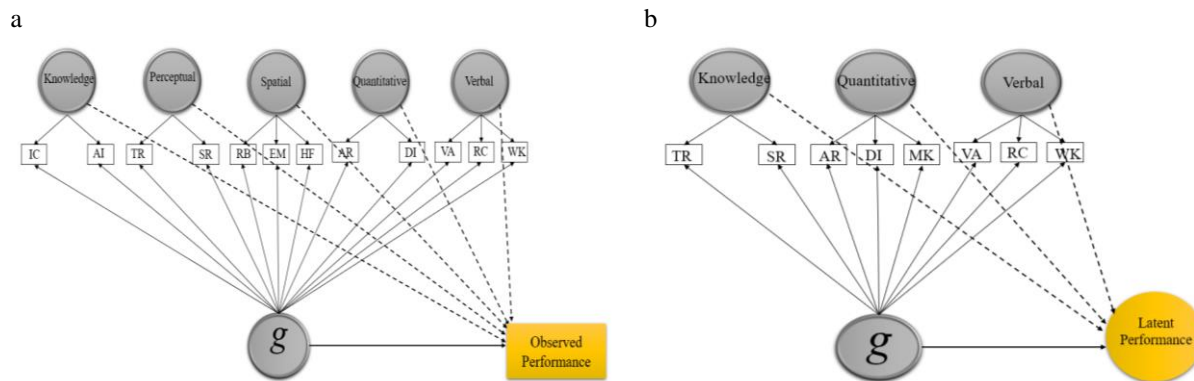 a
Knowledge Perceptual Spatial Quantitative Verbal
IC AI TR SR RB EM HF AR DI VA RC WK
g
Observed
Performance
b
Knowledge Quantitative Verbal
TR SR AR DI MK VA RC WK
g
Latent
Performance